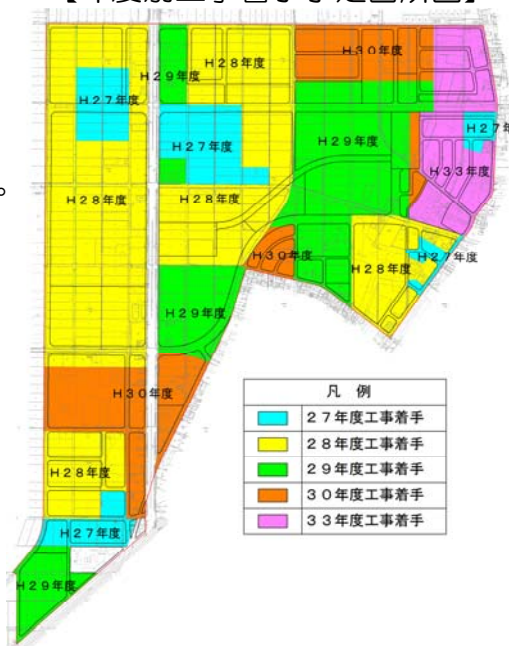 H30年度
H29年度
H28年度
H27年度
H27年度
H27年度
H29年度
H33年度
H28年度
H28年度
H30年度
H27年度
H28年度
H29年度
H30年度
凡 例
27年度工事着手
28年度工事着手
29年度工事着手
30年度工事着手
33年度工事着手
H28年度
H27年度
H29年度